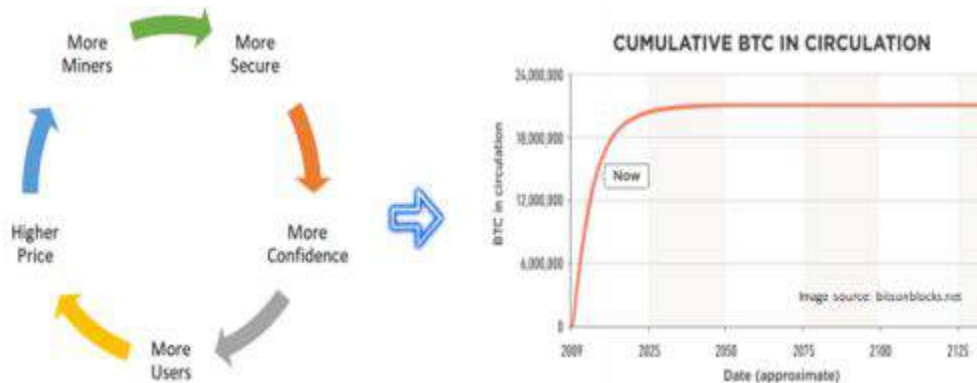 More
Miners
More
Secure
More
Confidence
More
Users
Higher
Price
CUMULATIVE BTC IN CIRCULATION
BTC in circulation
24,000,000
18,000,000
12,000,000
6,000,000
0
Now
Image source: bitsonblocks.net
2009 2025 2050 2075 2100 2125
Date (approximate)